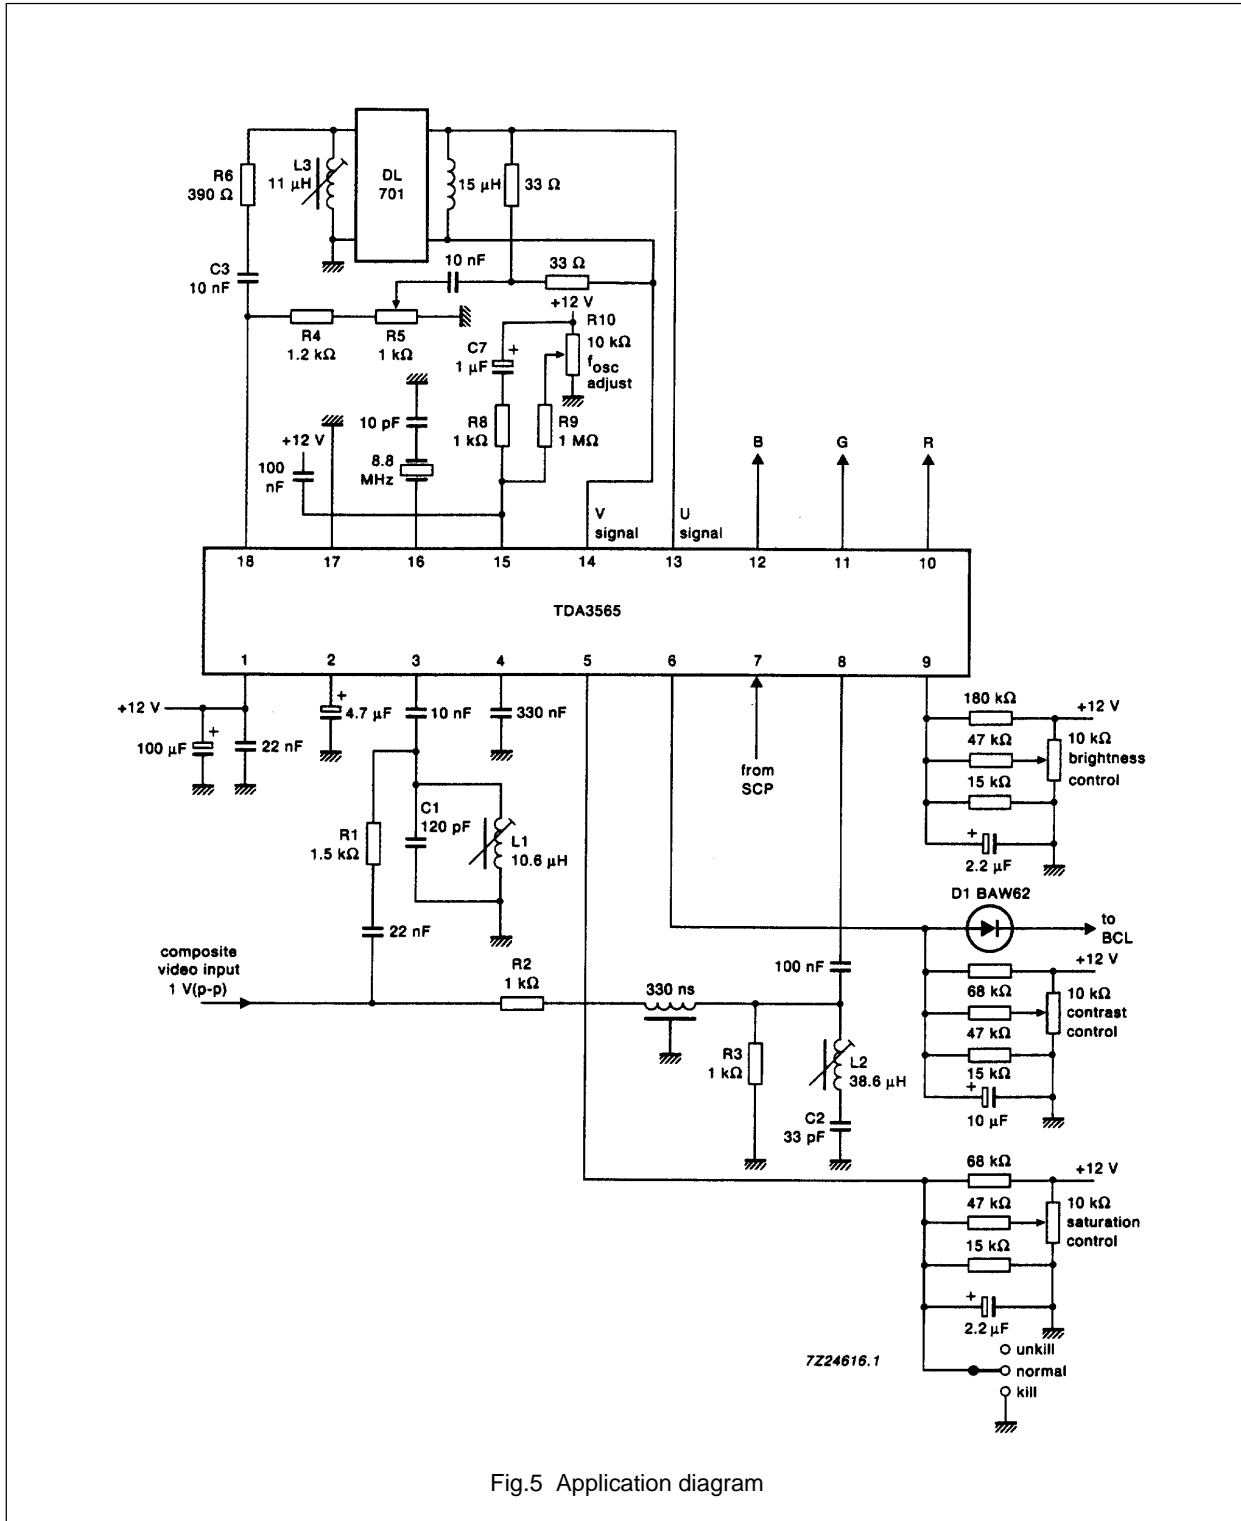 R6
390 Ω
L3
11 µH
DL
701
15 µH
33 Ω
C3
10 nF
10 nF
33 Ω
+12 V
R10
10 kΩ
fosc
adjust
R4
1.2 kΩ
R5
1 kΩ
C7
+
1 µF
10 pF
R8
1 kΩ
R9
1 MΩ
+12 V
100
nF
8.8
MHz
V
signal
U
signal
B
G
R
18
17
16
15
14
13
12
11
10
TDA3565
1
2
3
4
5
6
7
8
9
+12 V
+
100 µF
22 nF
+
4.7 µF
10 nF
330 nF
from
SCP
180 kΩ
+12 V
47 kΩ
10 kΩ
brightness
control
15 kΩ
+
2.2 µF
R1
1.5 kΩ
C1
120 pF
L1
10.6 µH
22 nF
D1 BAW62
to
BCL
composite
video input
1 V(p-p)
R2
1 kΩ
330 ns
100 nF
+12 V
68 kΩ
10 kΩ
contrast
control
47 kΩ
15 kΩ
+
10 µF
R3
1 kΩ
L2
38.6 µH
C2
33 pF
68 kΩ
+12 V
47 kΩ
10 kΩ
saturation
control
15 kΩ
+
2.2 µF
unkill
normal
kill
7Z24616.1
Fig.5 Application diagram